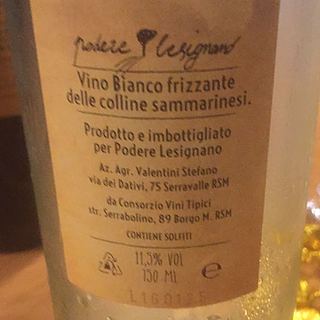 podere Lesignano
Vino Bianco frizzante
delle colline sammarinesi.
Prodotto e imbottigliato
per Podere Lesignano
Az. Agr. Valentini Stefano
via dei Dativi, 75 Serravalle RSM
da Consorzio Vini Tipici
str. Serrabolino, 89 Borgo M. RSM
CONTIENE SOLFITI
11,5% VOL
750 ML e
L160125